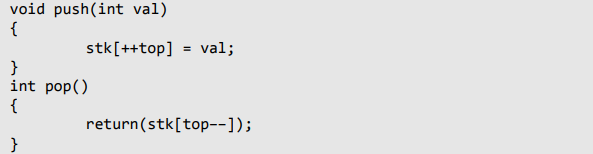 void push(int val)
{
        stk[++top] = val;
}
int pop()
{
        return(stk[top--]);
}